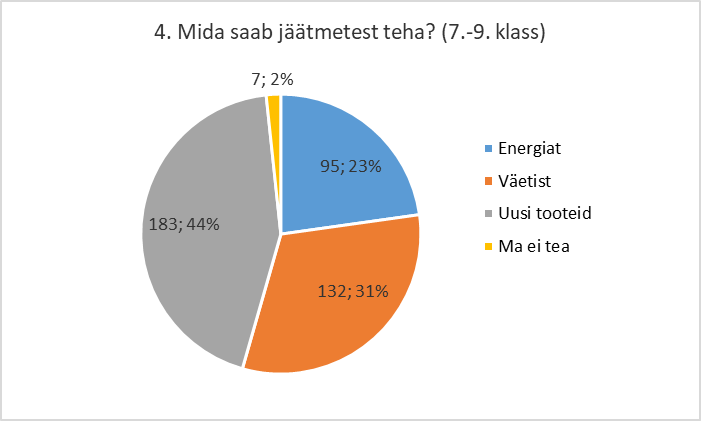 4. Mida saab jäätmetest teha? (7.-9. klass)
7; 2%
95; 23%
183; 44%
132; 31%
Energiat
Väetist
Uusi tooteid
Ma ei tea